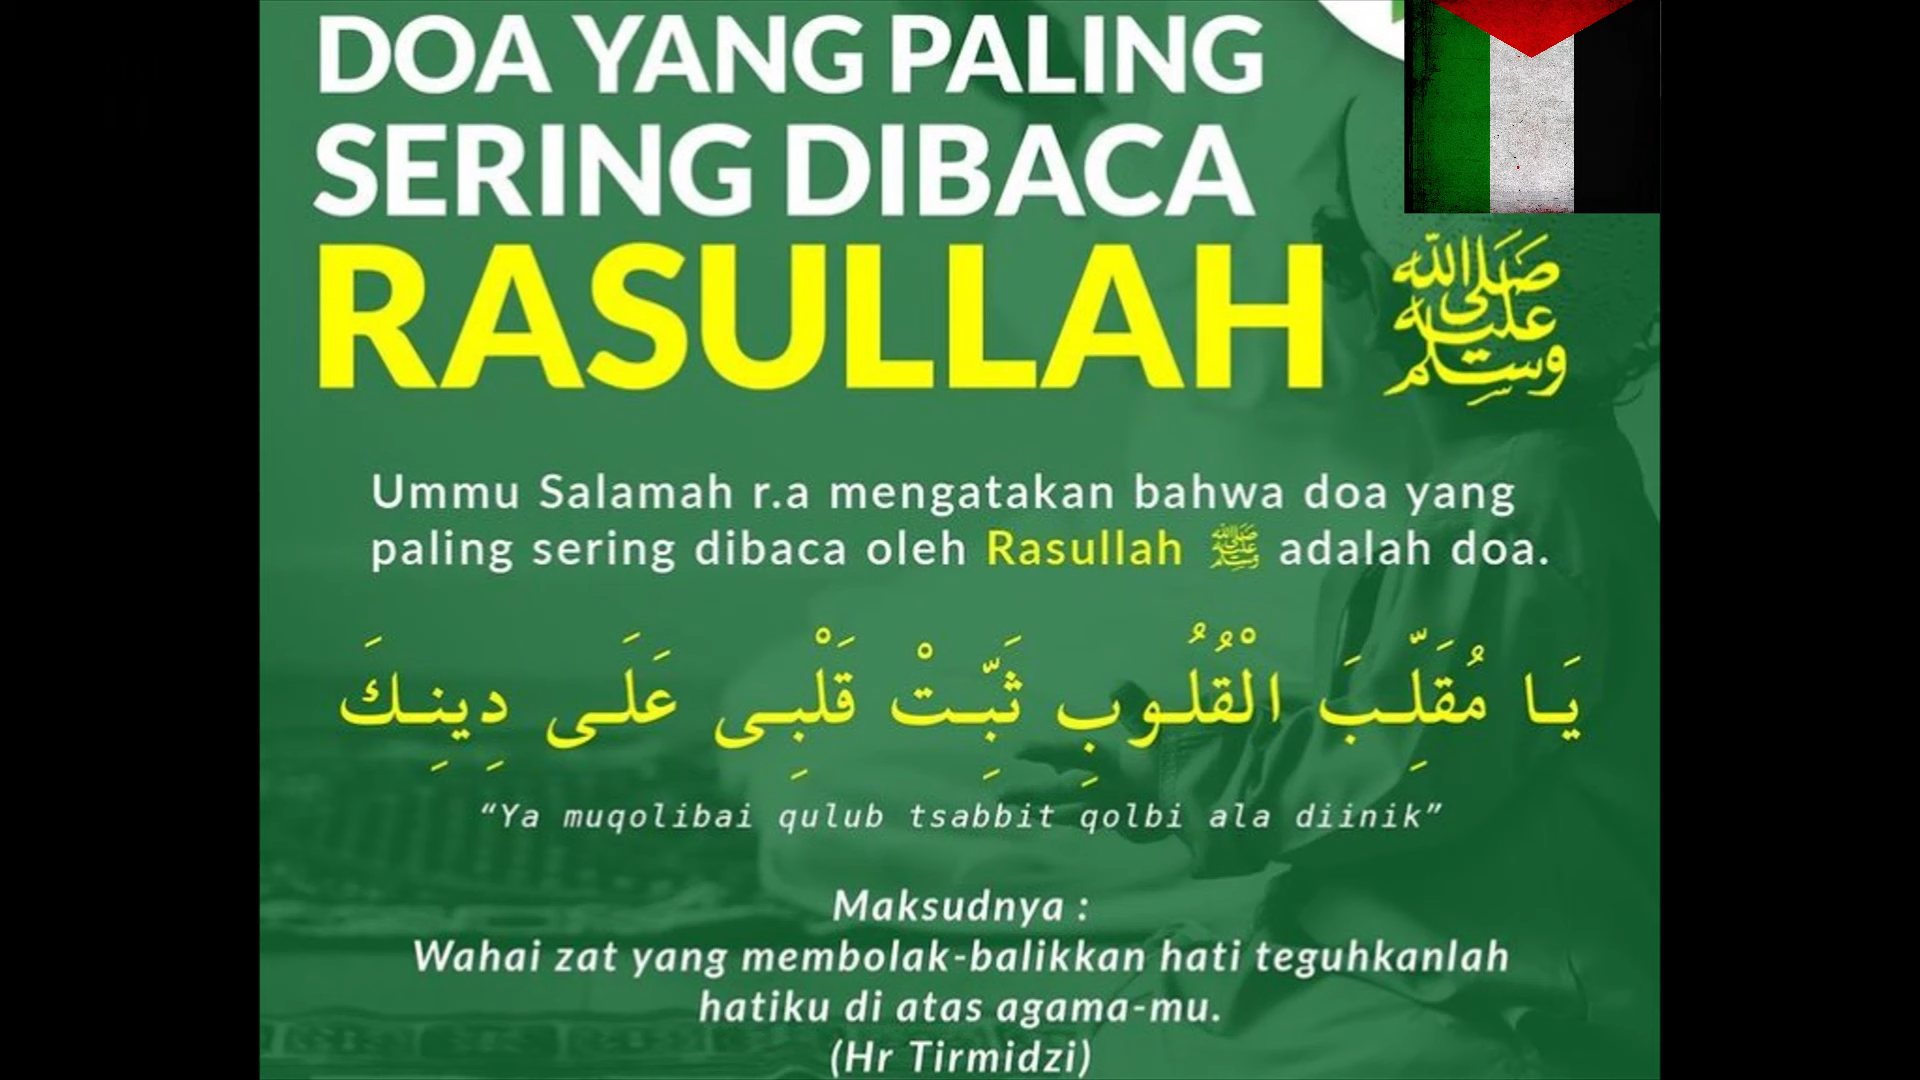 DOA YANG PALING
SERING DIBACA
RASULLAH ﷺ
Ummu Salamah r.a mengatakan bahwa doa yang
paling sering dibaca oleh Rasullah ﷺ adalah doa.
يَا مُقَلِّبَ الْقُلُوبِ ثَبِّتْ قَلْبِى عَلَى دِينِكَ
“Ya muqolibai qulub tsabbit qolbi ala diinik”
Maksudnya :
Wahai zat yang membolak-balikkan hati teguhkanlah
hatiku di atas agama-mu.
(Hr Tirmidzi)